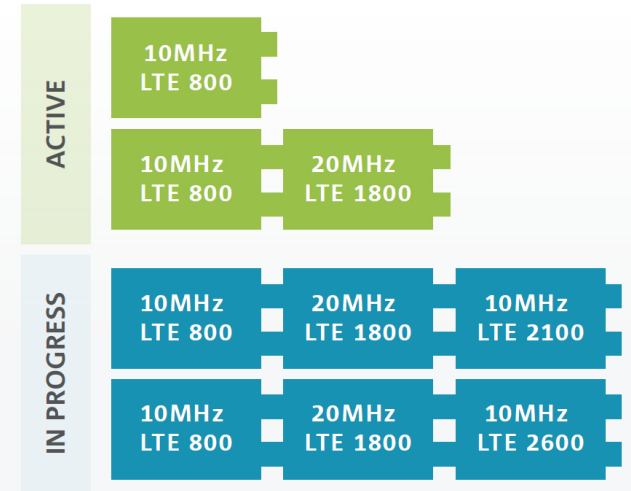 ACTIVE
10MHz
LTE 800
10MHz
LTE 800
20MHz
LTE 1800
IN PROGRESS
10MHz
LTE 800
20MHz
LTE 1800
10MHz
LTE 2100
10MHz
LTE 800
20MHz
LTE 1800
10MHz
LTE 2600